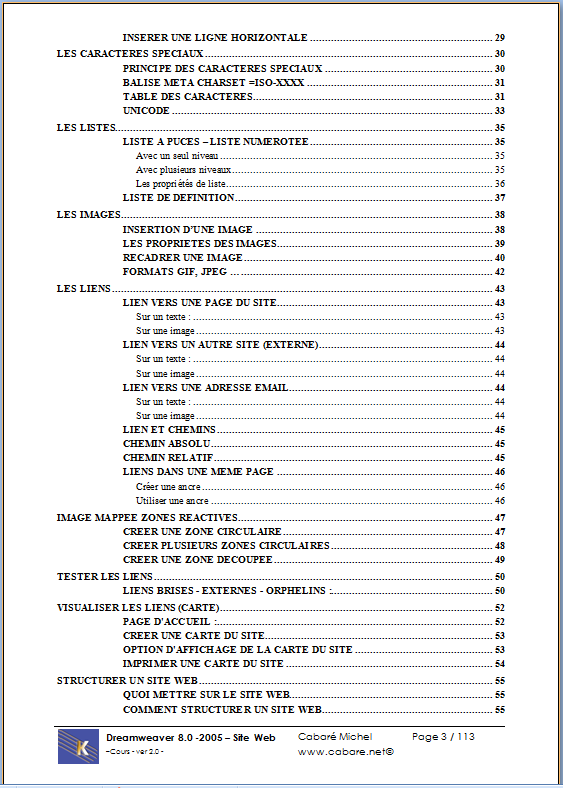 INSERER UNE LIGNE HORIZONTALE ........ 29
LES CARACTERES SPECIAUX ........ 30
PRINCIPE DES CARACTERES SPECIAUX ........ 30
BALISE META CHARSET =ISO-XXXX ........ 31
TABLE DES CARACTERES ........ 31
UNICODE ........ 33
LES LISTES ........ 35
LISTE A PUCES – LISTE NUMEROTEE ........ 35
Avec un seul niveau ........ 35
Avec plusieurs niveaux ........ 35
Les propriétés de liste ........ 36
LISTE DE DEFINITION ........ 37
LES IMAGES ........ 38
INSERTION D'UNE IMAGE ........ 38
LES PROPRIETES DES IMAGES ........ 39
RECADRER UNE IMAGE ........ 40
FORMATS GIF, JPEG ... ........ 42
LES LIENS ........ 43
LIEN VERS UNE PAGE DU SITE ........ 43
Sur un texte : ........ 43
Sur une image ........ 43
LIEN VERS UN AUTRE SITE (EXTERNE) ........ 44
Sur un texte : ........ 44
Sur une image ........ 44
LIEN VERS UNE ADRESSE EMAIL ........ 44
Sur un texte : ........ 44
Sur une image ........ 44
LIEN ET CHEMINS ........ 45
CHEMIN ABSOLU ........ 45
CHEMIN RELATIF ........ 45
LIENS DANS UNE MEME PAGE ........ 46
Créer une ancre ........ 46
Utiliser une ancre ........ 46
IMAGE MAPPEE ZONES REACTIVES ........ 47
CREER UNE ZONE CIRCULAIRE ........ 47
CREER PLUSIEURS ZONES CIRCULAIRES ........ 48
CREER UNE ZONE DECOUPEE ........ 49
TESTER LES LIENS ........ 50
LIENS BRISES - EXTERNES - ORPHELINS : ........ 50
VISUALISER LES LIENS (CARTE) ........ 52
PAGE D'ACCUEIL : ........ 52
CREER UNE CARTE DU SITE ........ 53
OPTION D'AFFICHAGE DE LA CARTE DU SITE ........ 53
IMPRIMER UNE CARTE DU SITE ........ 54
STRUCTURER UN SITE WEB ........ 55
QUOI METTRE SUR LE SITE WEB ........ 55
COMMENT STRUCTURER UN SITE WEB ........ 55
K
Dreamweaver 8.0 -2005 – Site Web Cabaré Michel Page 3 / 113
–Cours - ver 2.0 - www.cabare.net©